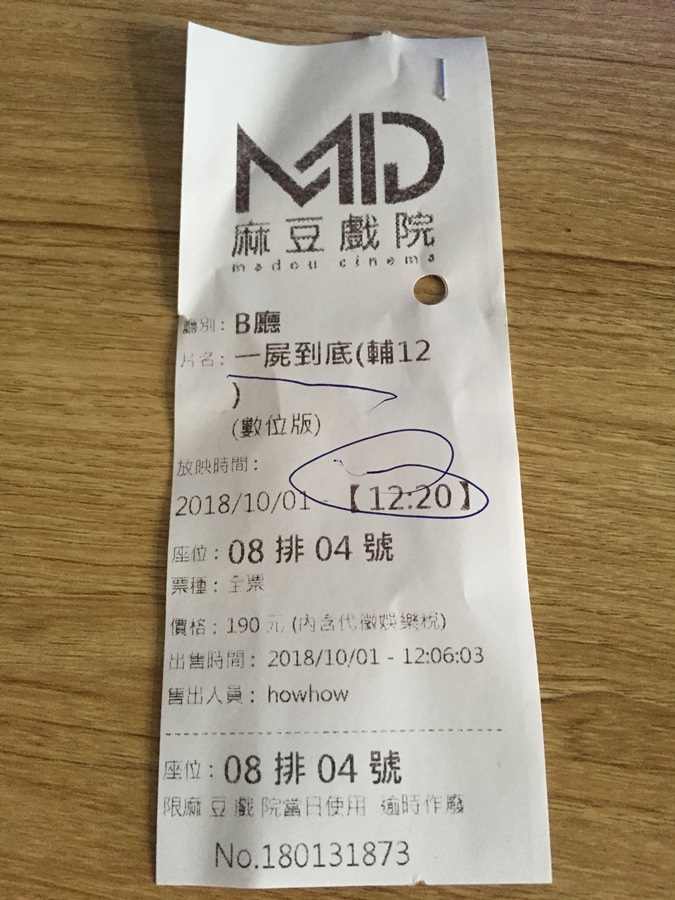 MD
麻豆戲院
madou cinema
廳別：B廳
片名：一屍到底(輔12
)
(數位版)
放映時間：
2018/10/01 - 【12:20】
座位：08 排 04 號
票種：全票
價格：190 元 (內含代徵娛樂稅)
出售時間：2018/10/01 - 12:06:03
售出人員：howhow
座位：08 排 04 號
限麻豆戲院當日使用 逾時作廢
No.180131873